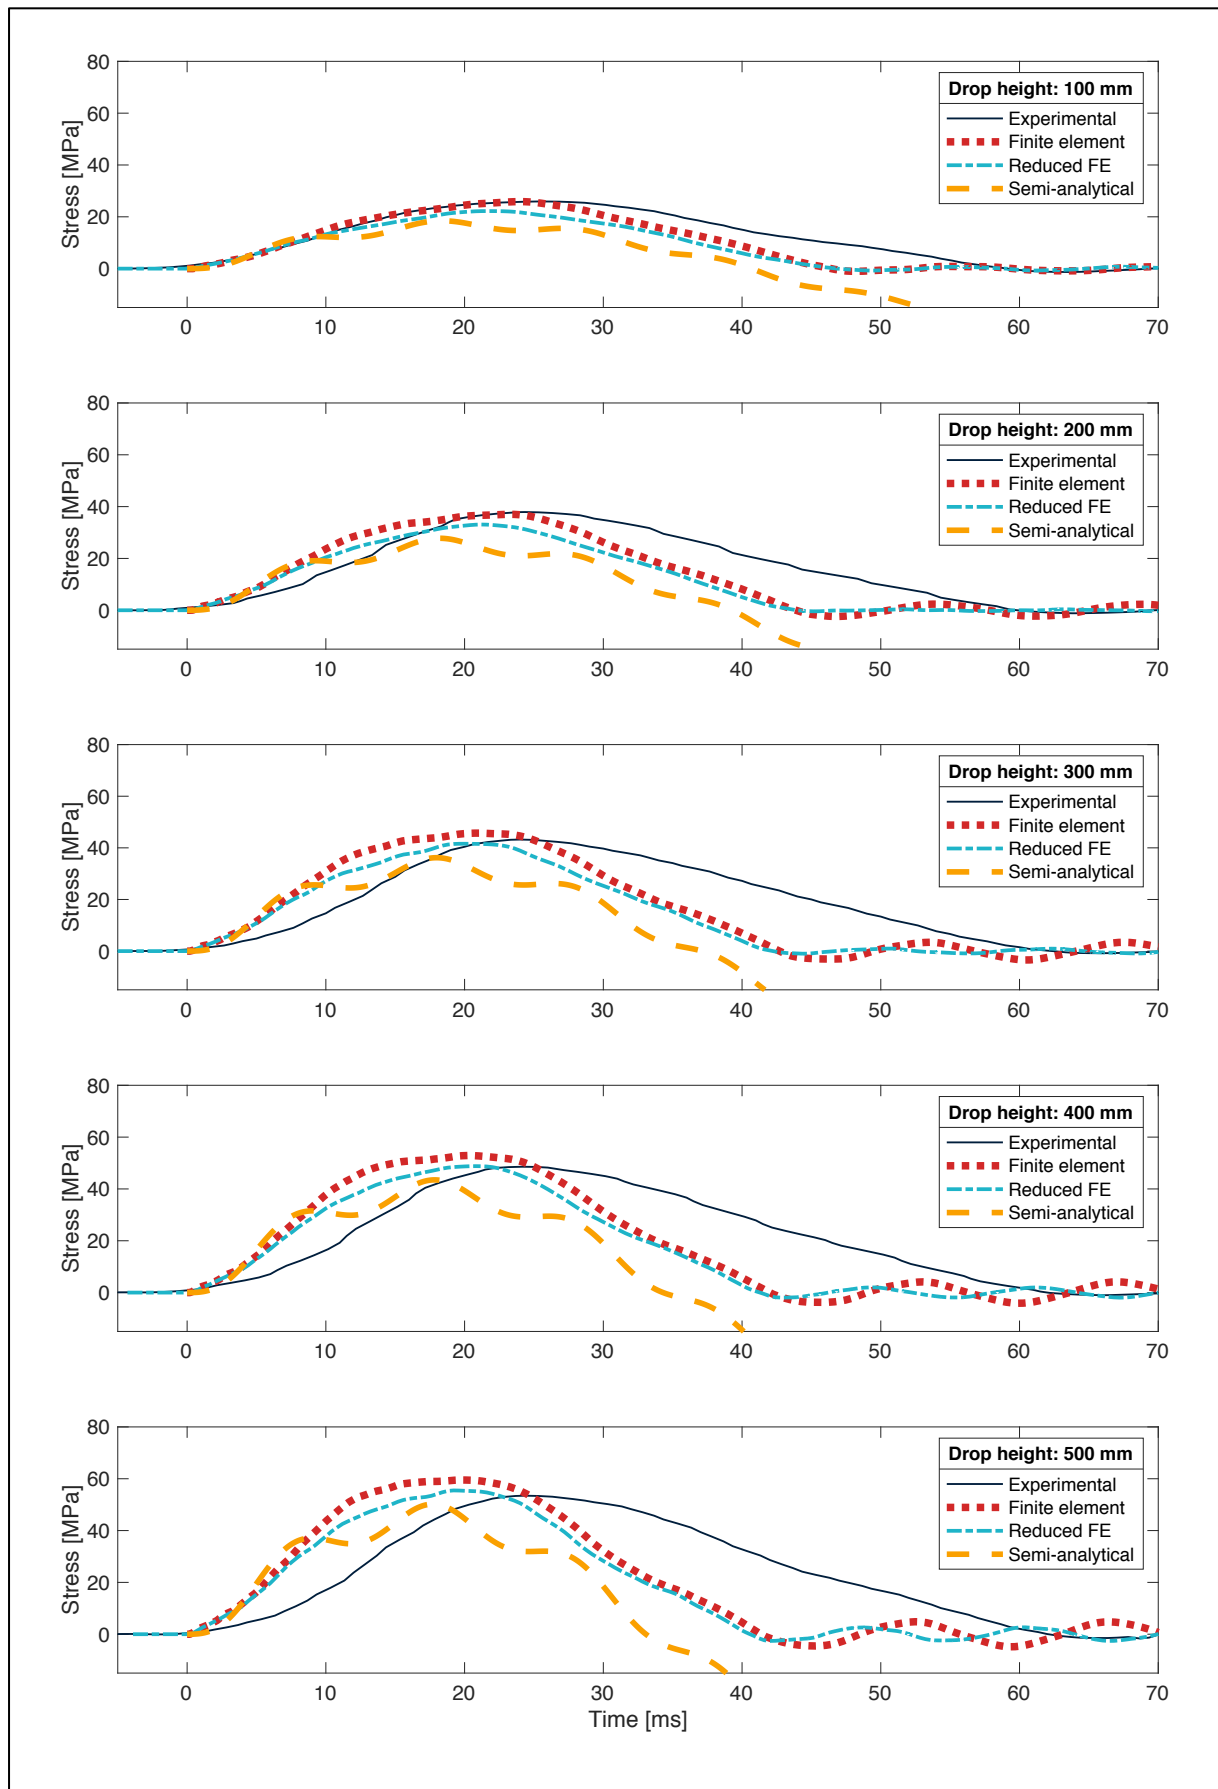 80
60
40
20
0
Stress [MPa]
Drop height: 100 mm
Experimental
Finite element
Reduced FE
Semi-analytical
0 10 20 30 40 50 60 70
80
60
40
20
0
Stress [MPa]
Drop height: 200 mm
Experimental
Finite element
Reduced FE
Semi-analytical
0 10 20 30 40 50 60 70
80
60
40
20
0
Stress [MPa]
Drop height: 300 mm
Experimental
Finite element
Reduced FE
Semi-analytical
0 10 20 30 40 50 60 70
80
60
40
20
0
Stress [MPa]
Drop height: 400 mm
Experimental
Finite element
Reduced FE
Semi-analytical
0 10 20 30 40 50 60 70
80
60
40
20
0
Stress [MPa]
Drop height: 500 mm
Experimental
Finite element
Reduced FE
Semi-analytical
0 10 20 30 40 50 60 70
Time [ms]